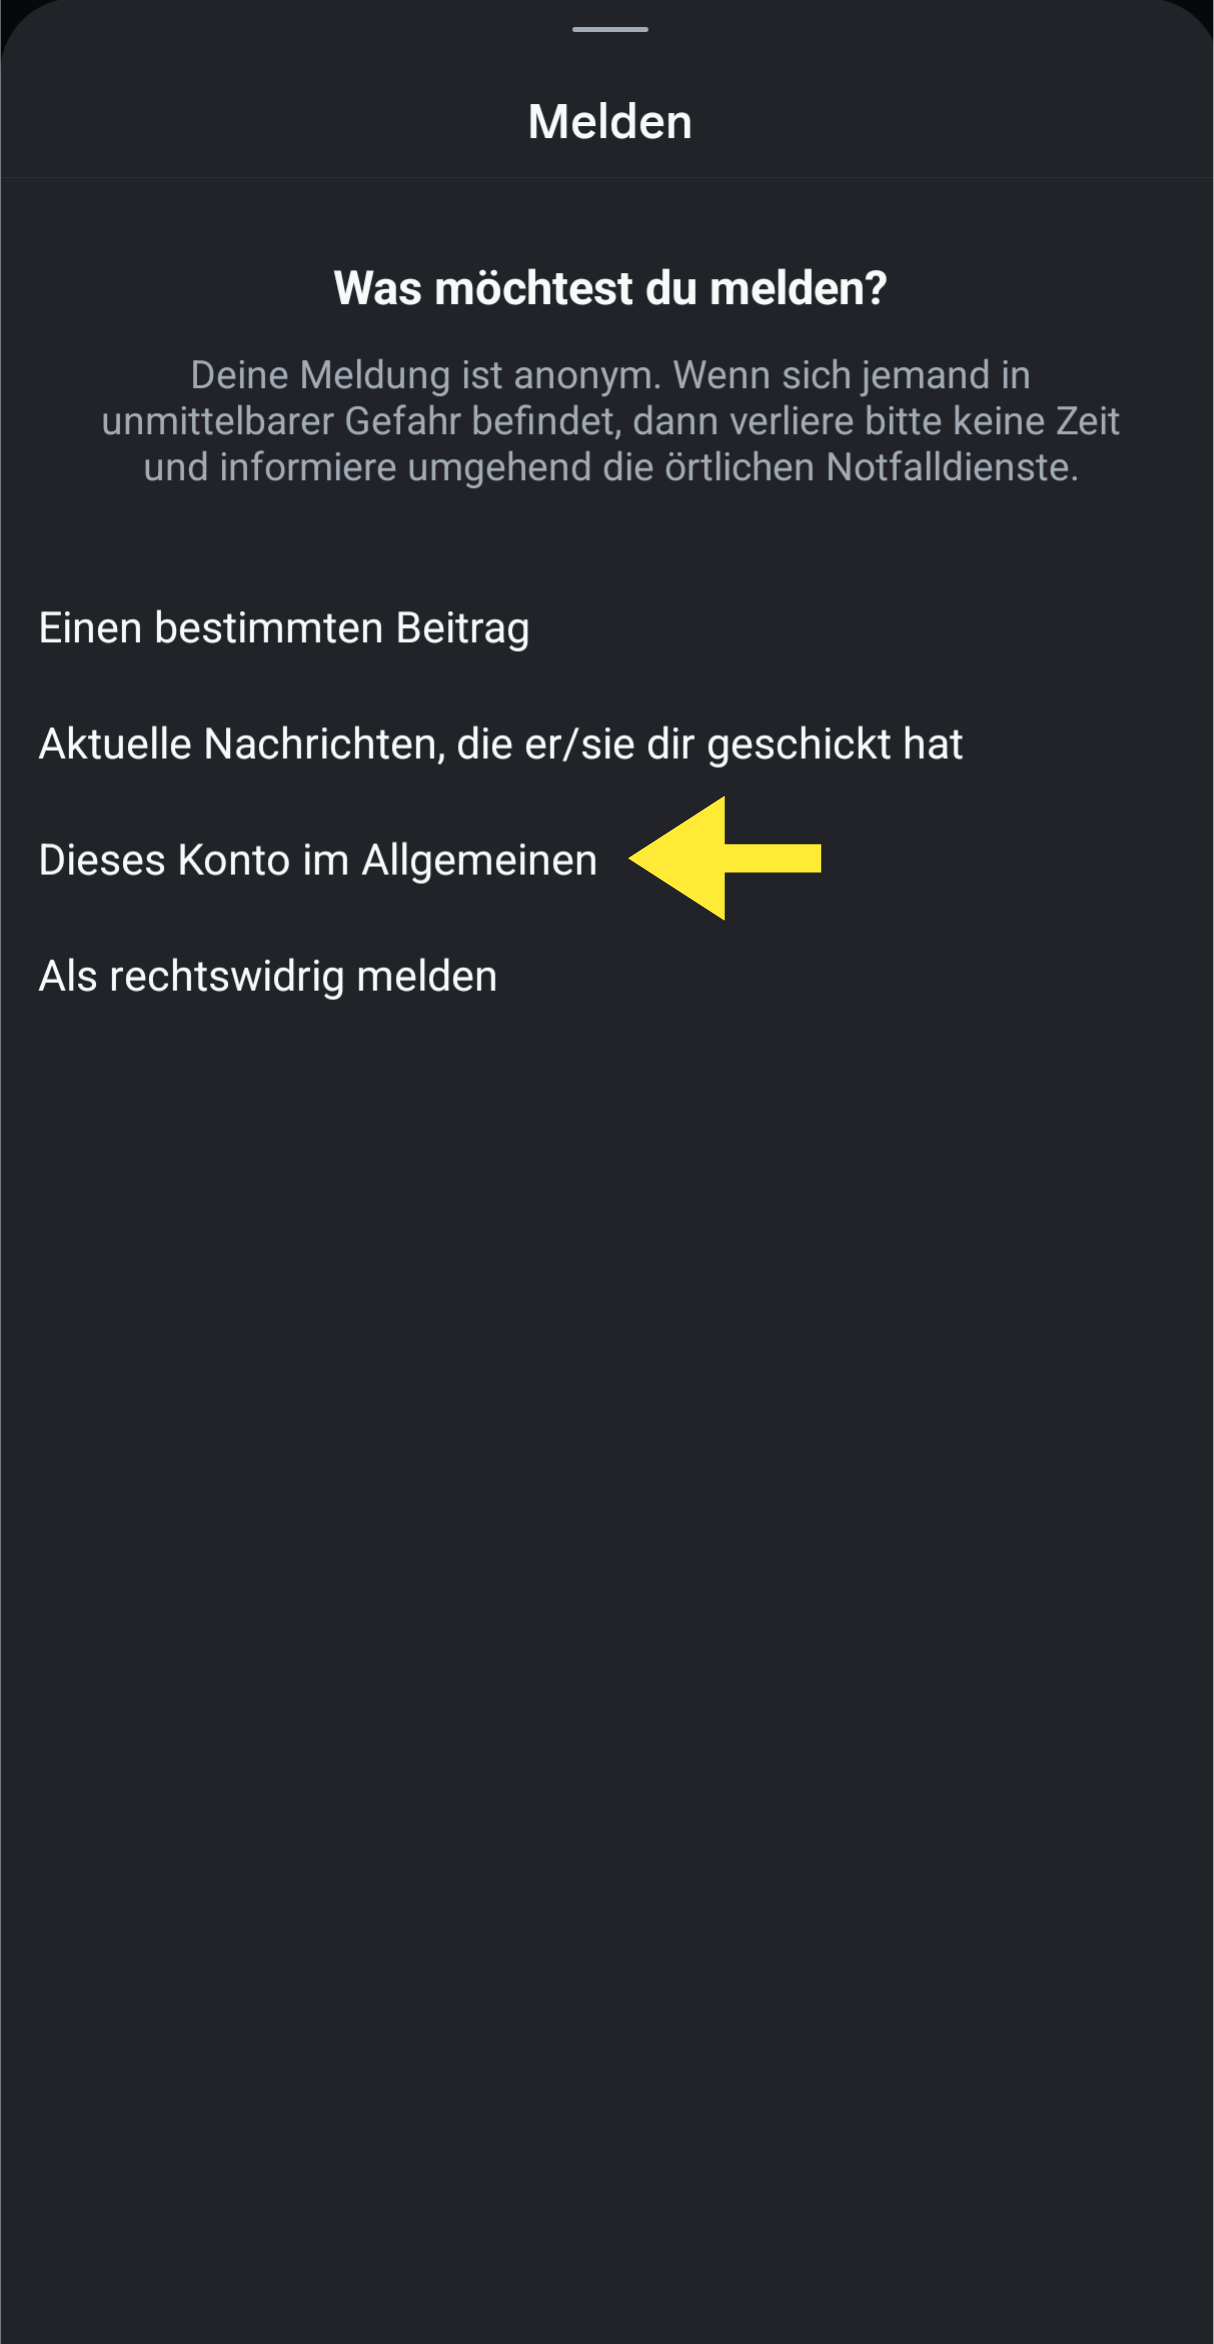 Melden
Was möchtest du melden?
Deine Meldung ist anonym. Wenn sich jemand in
unmittelbarer Gefahr befindet, dann verliere bitte keine Zeit
und informiere umgehend die örtlichen Notfalldienste.
Einen bestimmten Beitrag
Aktuelle Nachrichten, die er/sie dir geschickt hat
Dieses Konto im Allgemeinen
Als rechtswidrig melden